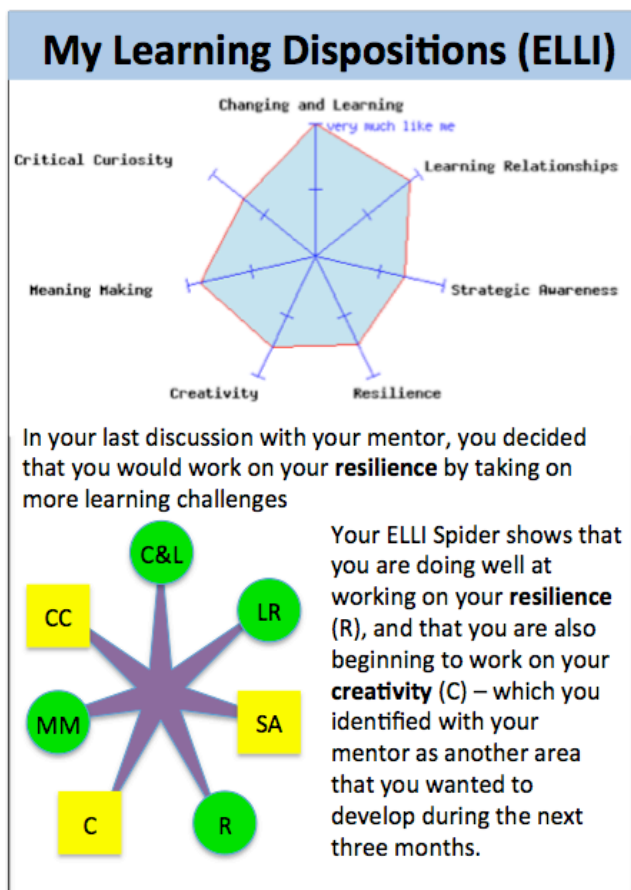 My Learning Dispositions (ELLI)
Changing and Learning
very much like me
Critical Curiosity
Learning Relationships
Meaning Making
Strategic Awareness
Creativity
Resilience
In your last discussion with your mentor, you decided
that you would work on your resilience by taking on
more learning challenges
C&L
CC
LR
MM
SA
C
R
Your ELLI Spider shows that
you are doing well at
working on your resilience
(R), and that you are also
beginning to work on your
creativity (C) – which you
identified with your
mentor as another area
that you wanted to
develop during the next
three months.